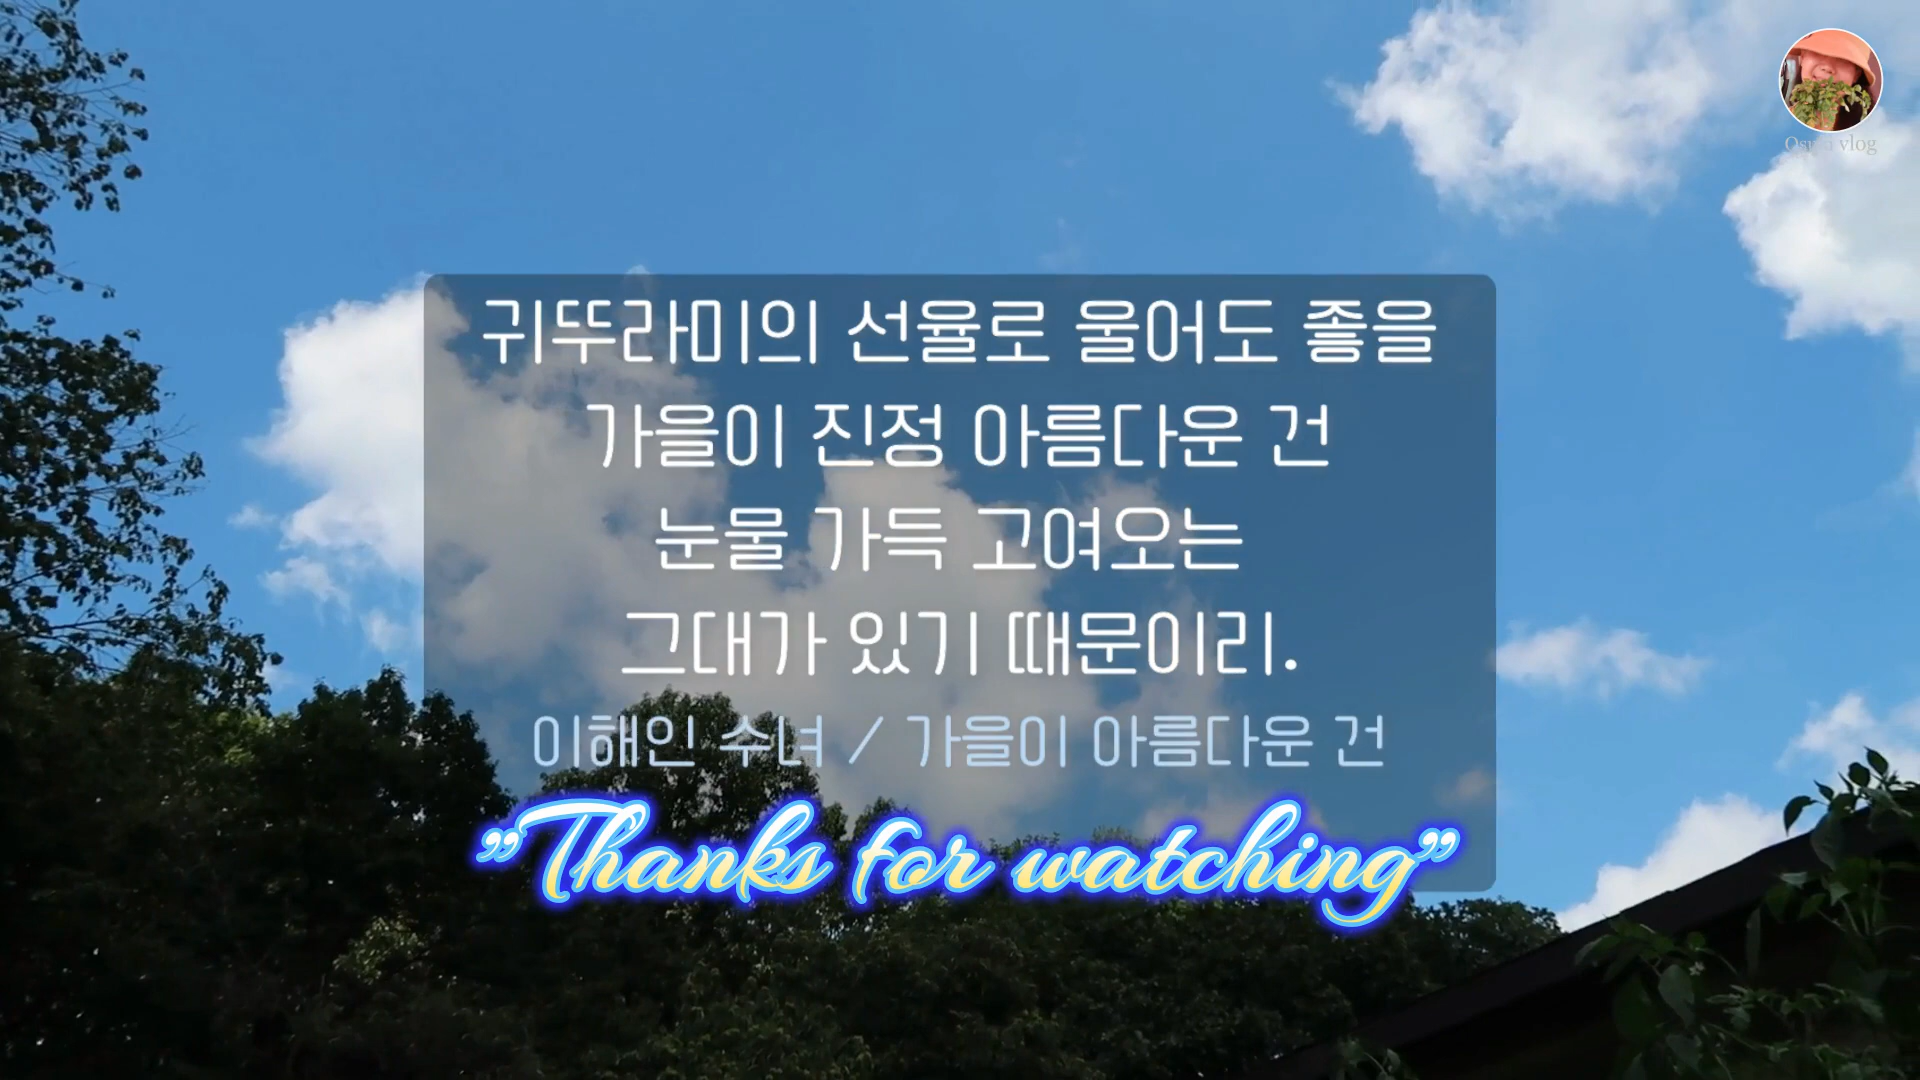 귀뚜라미의 선율로 울어도 좋을
가을이 진정 아름다운 건
눈물 가득 고여오는
그대가 있기 때문이리.
이해인 수녀 / 가을이 아름다운 건
”Thanks for watching”
vlog